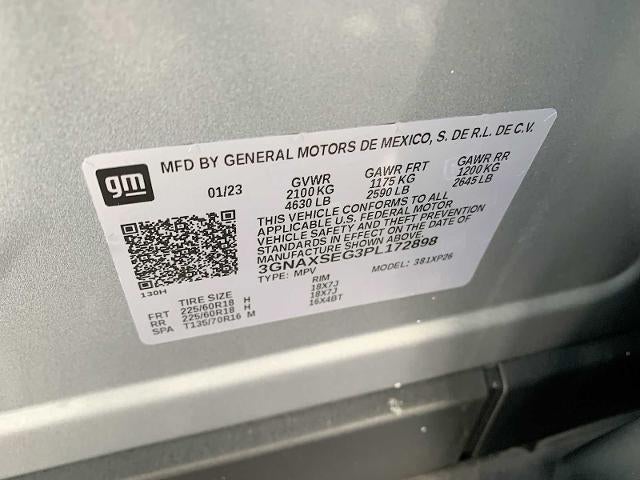 gm
MFD BY GENERAL MOTORS DE MEXICO, S. DE R.L. DE C.V.
01/23 GVWR GAWR FRT GAWR RR
2100 KG 1175 KG 1200 KG
4630 LB 2590 LB 2645 LB
THIS VEHICLE CONFORMS TO ALL
APPLICABLE U.S. FEDERAL MOTOR
VEHICLE SAFETY AND THEFT PREVENTION
STANDARDS IN EFFECT ON THE DATE OF
MANUFACTURE SHOWN ABOVE.
3GNAXSEG3PL172898
TYPE: MPV MODEL: 381XP26
130H
TIRE SIZE RIM
FRT 225/60R18 H 18X7J
RR 225/60R18 H 18X7J
SPA T135/70R16 M 16X4BT